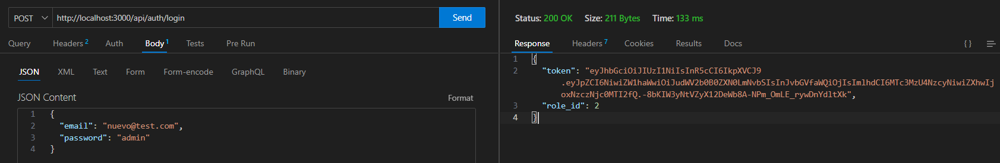 POST http://localhost:3000/api/auth/login Send
Query Headers 2 Auth Body 1 Tests Pre Run
JSON XML Text Form Form-encode GraphQL Binary
JSON Content Format
1 {
2 "email": "nuevo@test.com",
3 "password": "admin"
4 }
Status: 200 OK Size: 211 Bytes Time: 133 ms
Response Headers 7 Cookies Results Docs { }
1 {
2 "token": "eyJhbGciOiJIUzI1NiIsInR5cCI6IkpXVCJ9
.eyJpZCI6NiwiZW1haWwiOiJudWV2b0B0ZXN0LmNvbSIsInJvbGVfaWQiOjIsImlhdCI6MTc3MzU4NzcyNiwiZXhwIj
oxNzczNjc0MTI2fQ.-8bKIW3yNtVZyX12DeWb8A-NPm_OmLE_rywDnYdltXk",
3 "role_id": 2
4 }